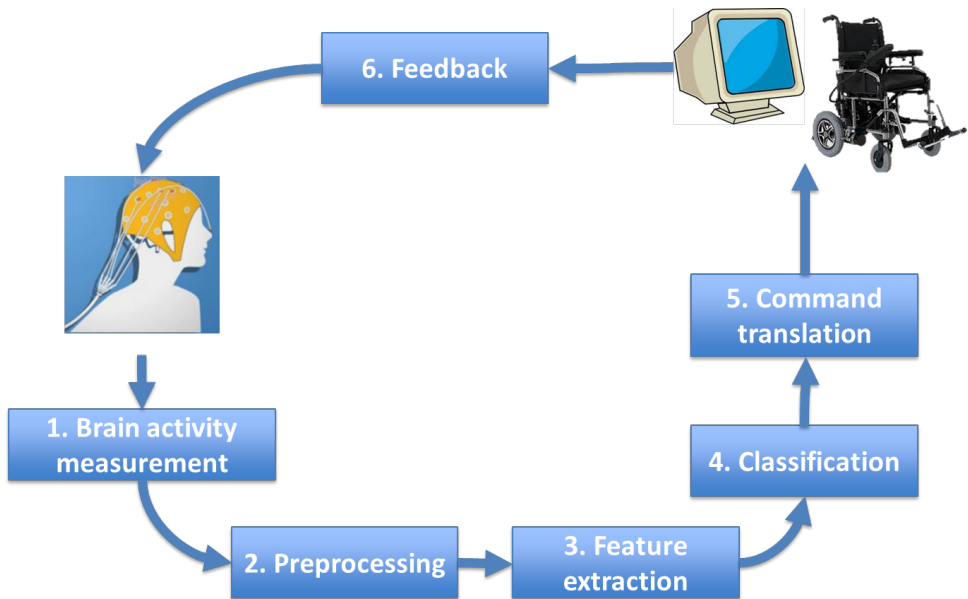 6. Feedback
5. Command
translation
1. Brain activity
measurement
4. Classification
2. Preprocessing
3. Feature
extraction